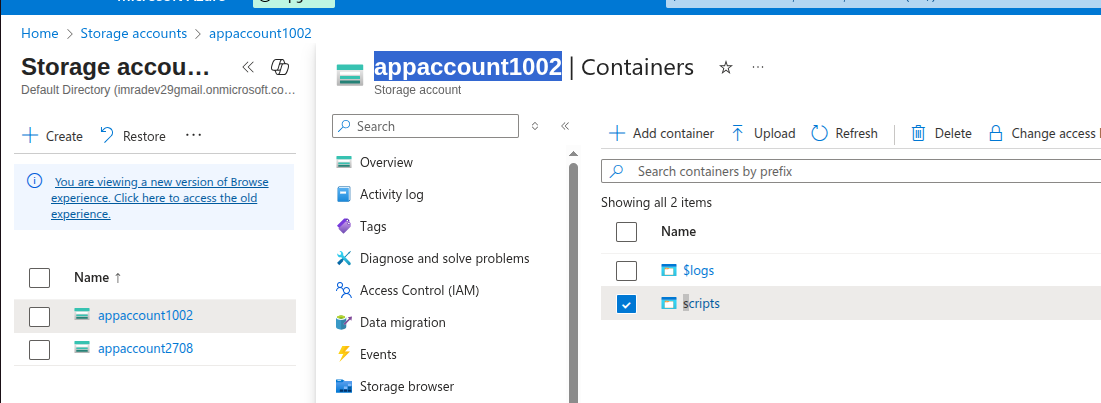 Home > Storage accounts > appaccount1002
Storage accou...
Default Directory (imradev29gmail.onmicrosoft.co...
Create Restore ...
You are viewing a new version of Browse
experience. Click here to access the old
experience.
Name ↑
appaccount1002
appaccount2708
appaccount1002 | Containers
Storage account
Search
Overview
Activity log
Tags
Diagnose and solve problems
Access Control (IAM)
Data migration
Events
Storage browser
Add container Upload Refresh Delete Change access
Search containers by prefix
Showing all 2 items
Name
$logs
scripts